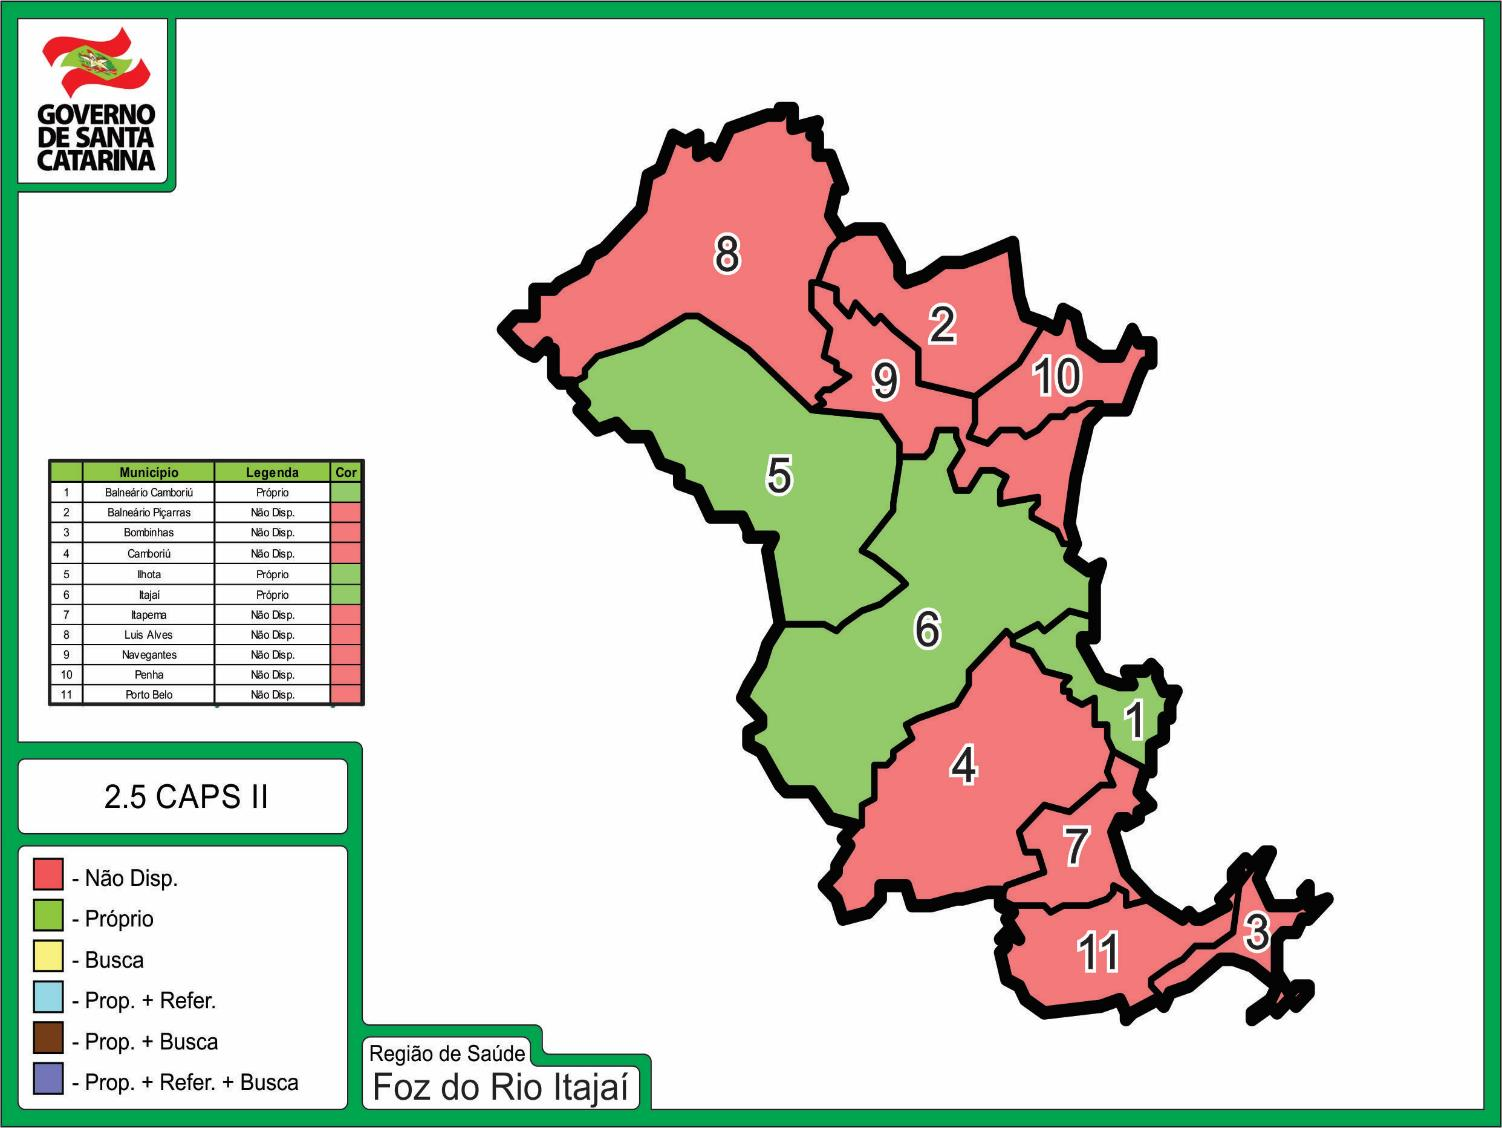 GOVERNO
DE SANTA
CATARINA
8
2
10
9
5
6
1
4
7
3
11
Município Legenda Cor
1 Balneário Camboriú Próprio
2 Balneário Piçarras Não Disp.
3 Bombinhas Não Disp.
4 Camboriú Não Disp.
5 Ilhota Próprio
6 Itajaí Próprio
7 Itapema Não Disp.
8 Luis Alves Não Disp.
9 Navegantes Não Disp.
10 Penha Não Disp.
11 Porto Belo Não Disp.
2.5 CAPS II
- Não Disp.
- Próprio
- Busca
- Prop. + Refer.
- Prop. + Busca
- Prop. + Refer. + Busca
Região de Saúde
Foz do Rio Itajaí